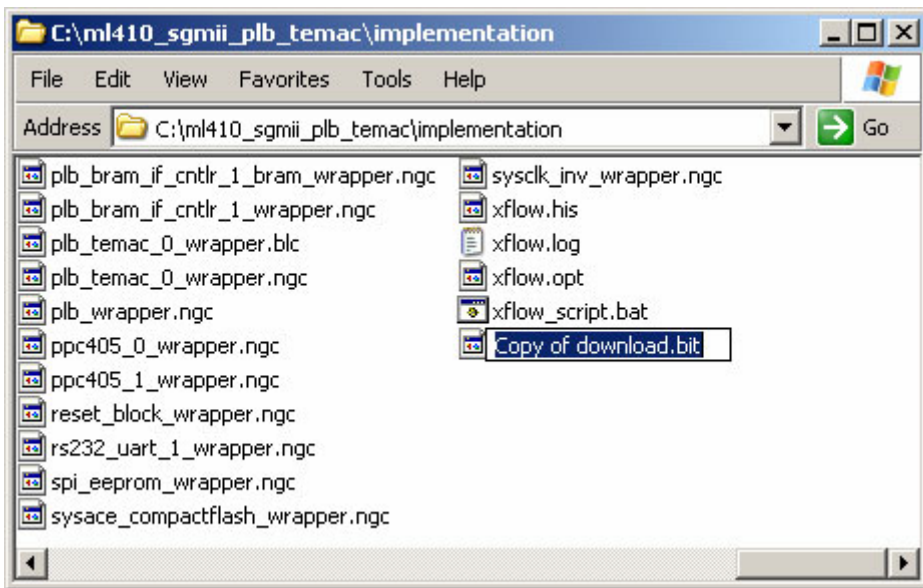 C:\ml410_sgmii_plb_temac\implementation
File Edit View Favorites Tools Help
Address C:\ml410_sgmii_plb_temac\implementation Go
plb_bram_if_cntlr_1_bram_wrapper.ngc
plb_bram_if_cntlr_1_wrapper.ngc
plb_temac_0_wrapper.blc
plb_temac_0_wrapper.ngc
plb_wrapper.ngc
ppc405_0_wrapper.ngc
ppc405_1_wrapper.ngc
reset_block_wrapper.ngc
rs232_uart_1_wrapper.ngc
spi_eeprom_wrapper.ngc
sysace_compactflash_wrapper.ngc
sysclk_inv_wrapper.ngc
xflow.his
xflow.log
xflow.opt
xflow_script.bat
Copy of download.bit